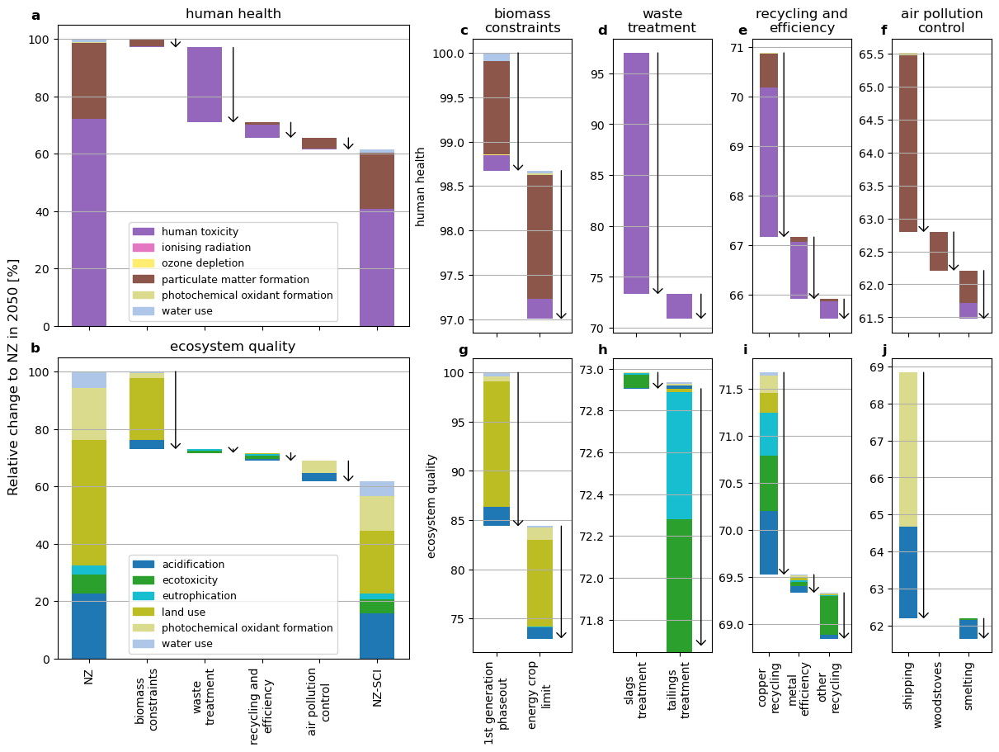 a
human health
100
80
60
40
20
0
human toxicity
ionising radiation
ozone depletion
particulate matter formation
photochemical oxidant formation
water use
Relative change to NZ in 2050 [%]
b
ecosystem quality
100
80
60
40
20
0
acidification
ecotoxicity
eutrophication
land use
photochemical oxidant formation
water use
NZ
biomass
constraints
waste
treatment
recycling and
efficiency
air pollution
control
NZ-SCI
c
biomass
constraints
human health
100.0
99.5
99.0
98.5
98.0
97.5
97.0
d
waste
treatment
95
90
85
80
75
70
e
recycling and
efficiency
71
70
69
68
67
66
f
air pollution
control
65.5
65.0
64.5
64.0
63.5
63.0
62.5
62.0
61.5
g
ecosystem quality
100
95
90
85
80
75
1st generation
phaseout
energy crop
limit
h
73.0
72.8
72.6
72.4
72.2
72.0
71.8
slags
treatment
tailings
treatment
i
71.5
71.0
70.5
70.0
69.5
69.0
copper
recycling
metal
efficiency
other
recycling
j
69
68
67
66
65
64
63
62
shipping
woodstoves
smelting